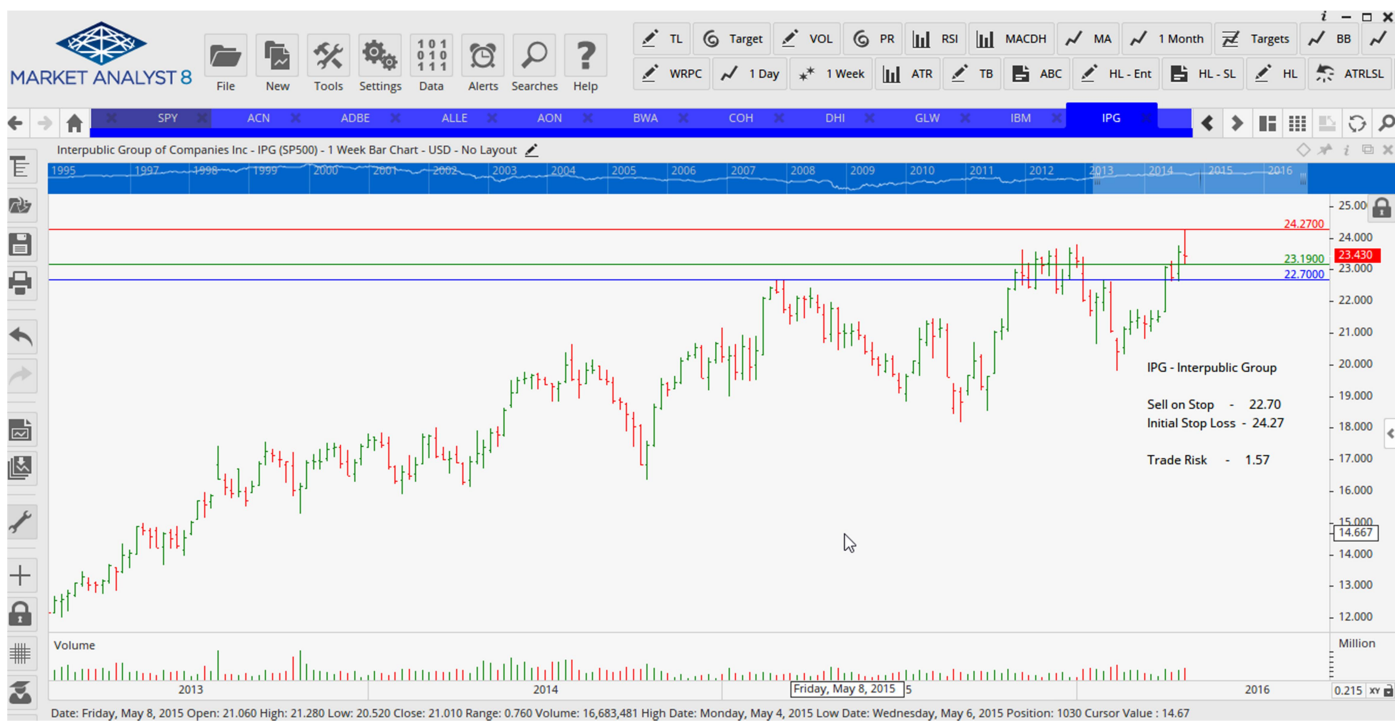 MARKET ANALYST 8
File
New
Tools
Settings
101
010
111
Data
Alerts
Searches
Help
TL
Target
VOL
PR
RSI
MACDH
MA
1 Month
Targets
BB
WRPC
1 Day
1 Week
ATR
TB
ABC
HL - Ent
HL - SL
HL
ATRLSL
SPY
ACN
ADBE
ALLE
AON
BWA
COH
DHI
GLW
IBM
IPG
Interpublic Group of Companies Inc - IPG (SP500) - 1 Week Bar Chart - USD - No Layout
1995 1997 1998 1999 2000 2001 2002 2003 2004 2005 2006 2007 2008 2009 2010 2011 2012 2013 2014 2015 2016
25.00
24.2700
24.000
23.1900
23.430
23.000
22.7000
22.000
21.000
20.000
19.000
18.000
17.000
16.000
15.000
14.667
14.000
13.000
12.000
IPG - Interpublic Group
Sell on Stop - 22.70
Initial Stop Loss - 24.27
Trade Risk - 1.57
Volume
Million
2013
2014
Friday, May 8, 2015
5
2016
0.215
XY
Date: Friday, May 8, 2015 Open: 21.060 High: 21.280 Low: 20.520 Close: 21.010 Range: 0.760 Volume: 16,683,481 High Date: Monday, May 4, 2015 Low Date: Wednesday, May 6, 2015 Position: 1030 Cursor Value : 14.67